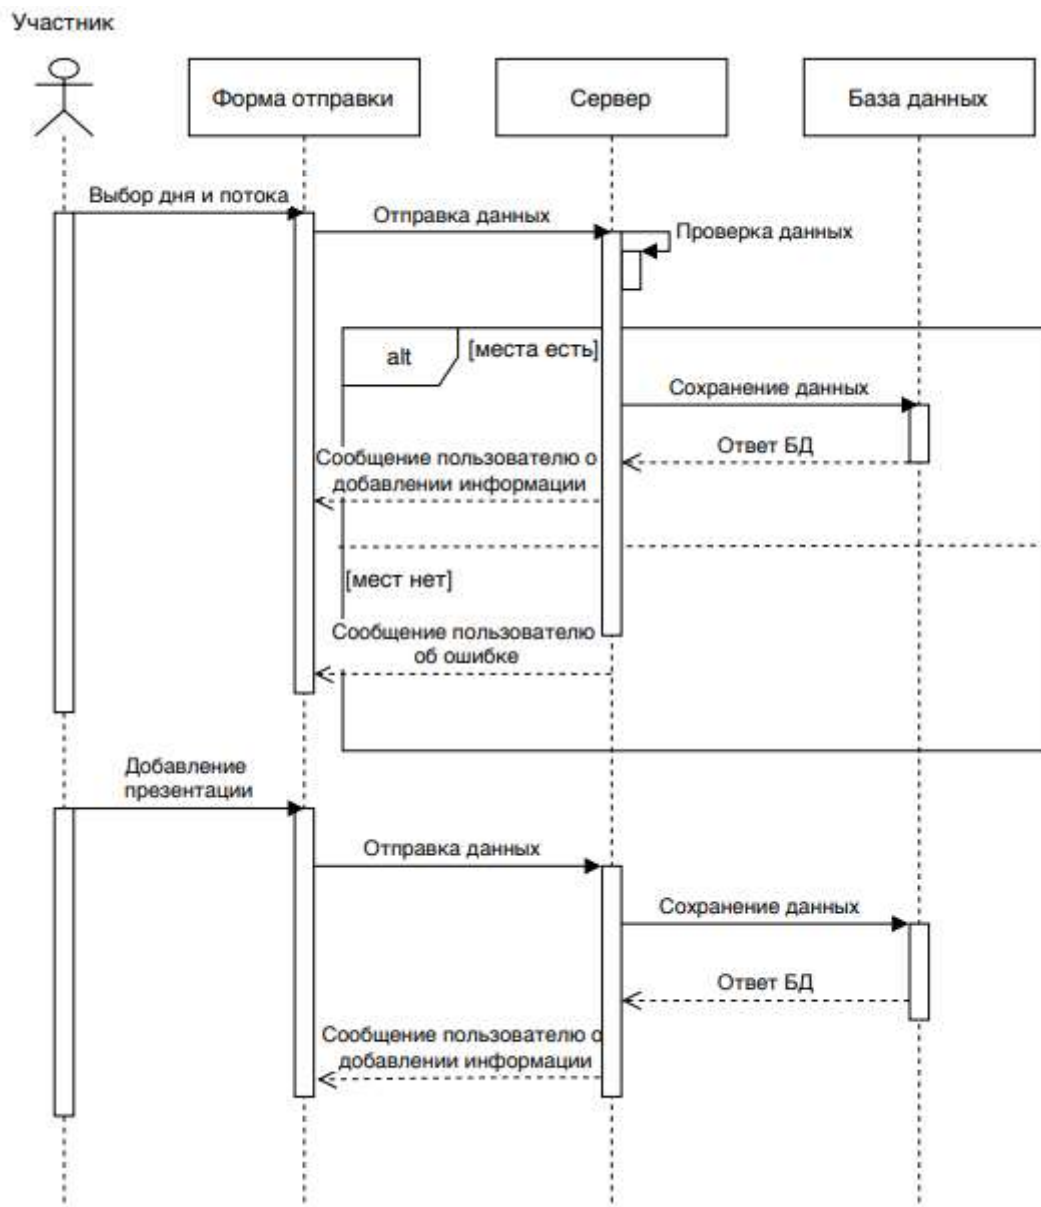 Участник
Форма отправки
Сервер
База данных
Выбор дня и потока
Отправка данных
Проверка данных
alt
[места есть]
Сохранение данных
Ответ БД
Сообщение пользователю о
добавлении информации
[мест нет]
Сообщение пользователю
об ошибке
Добавление
презентации
Отправка данных
Сохранение данных
Ответ БД
Сообщение пользователю о
добавлении информации